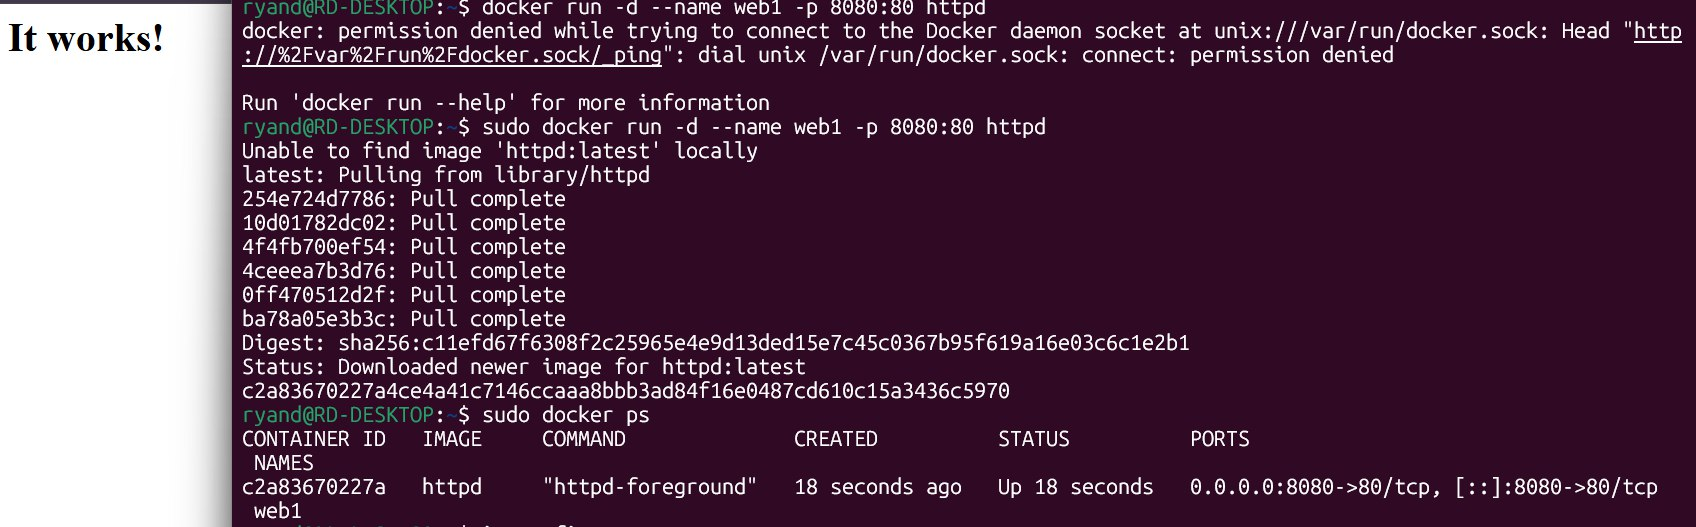 It works!
ryand@RD-DESKTOP:~$ docker run -d --name web1 -p 8080:80 httpd
docker: permission denied while trying to connect to the Docker daemon socket at unix:///var/run/docker.sock: Head "http
://%2Fvar%2Frun%2Fdocker.sock/_ping": dial unix /var/run/docker.sock: connect: permission denied
Run 'docker run --help' for more information
ryand@RD-DESKTOP:~$ sudo docker run -d --name web1 -p 8080:80 httpd
Unable to find image 'httpd:latest' locally
latest: Pulling from library/httpd
254e724d7786: Pull complete
10d01782dc02: Pull complete
4f4fb700ef54: Pull complete
4ceeea7b3d76: Pull complete
0ff470512d2f: Pull complete
ba78a05e3b3c: Pull complete
Digest: sha256:c11efd67f6308f2c25965e4e9d13ded15e7c45c0367b95f619a16e03c6c1e2b1
Status: Downloaded newer image for httpd:latest
c2a83670227a4ce4a41c7146ccaaa8bbb3ad84f16e0487cd610c15a3436c5970
ryand@RD-DESKTOP:~$ sudo docker ps
CONTAINER ID   IMAGE     COMMAND              CREATED          STATUS          PORTS
 NAMES
c2a83670227a   httpd     "httpd-foreground"   18 seconds ago   Up 18 seconds   0.0.0.0:8080->80/tcp, [::]:8080->80/tcp
 web1